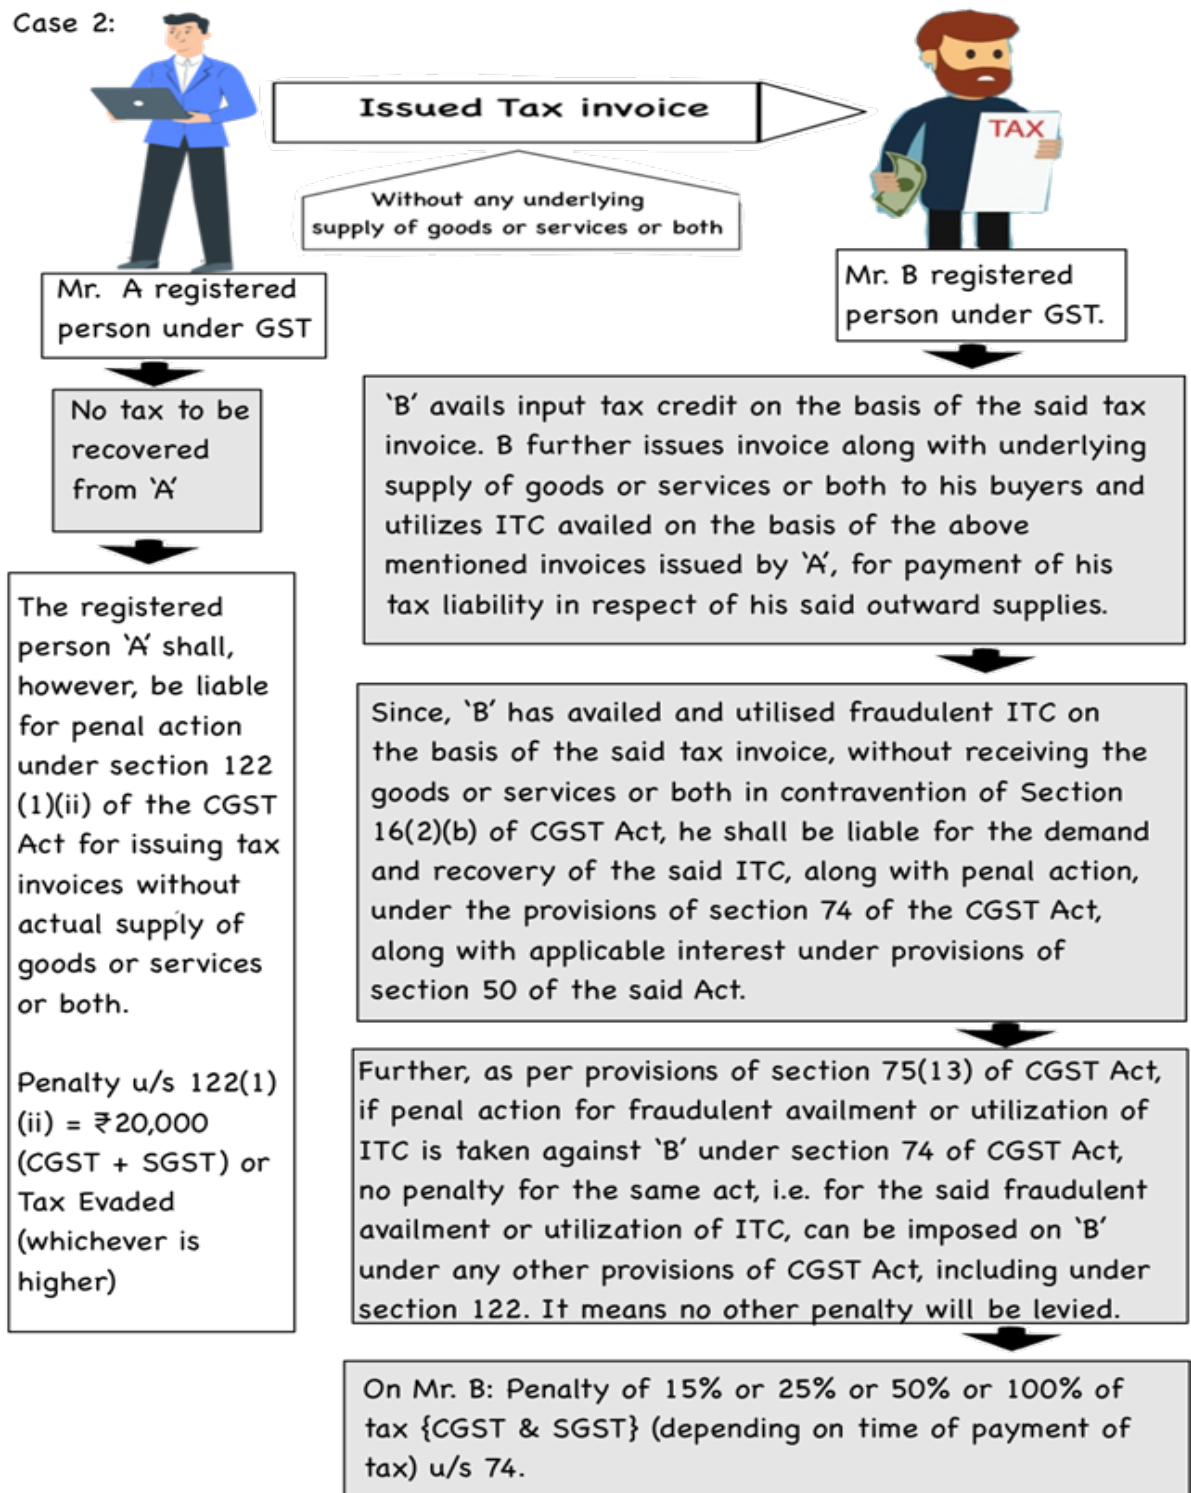 Case 2:
Issued Tax invoice
TAX
Without any underlying
supply of goods or services or both
Mr. A registered
person under GST
Mr. B registered
person under GST.
No tax to be
recovered
from ‘A’
The registered
person ‘A’ shall,
however, be liable
for penal action
under section 122
(1)(ii) of the CGST
Act for issuing tax
invoices without
actual supply of
goods or services
or both.
Penalty u/s 122(1)
(ii) = ₹20,000
(CGST + SGST) or
Tax Evaded
(whichever is
higher)
‘B’ avails input tax credit on the basis of the said tax
invoice. B further issues invoice along with underlying
supply of goods or services or both to his buyers and
utilizes ITC availed on the basis of the above
mentioned invoices issued by ‘A’, for payment of his
tax liability in respect of his said outward supplies.
Since, ‘B’ has availed and utilised fraudulent ITC on
the basis of the said tax invoice, without receiving the
goods or services or both in contravention of Section
16(2)(b) of CGST Act, he shall be liable for the demand
and recovery of the said ITC, along with penal action,
under the provisions of section 74 of the CGST Act,
along with applicable interest under provisions of
section 50 of the said Act.
Further, as per provisions of section 75(13) of CGST Act,
if penal action for fraudulent availment or utilization of
ITC is taken against ‘B’ under section 74 of CGST Act,
no penalty for the same act, i.e. for the said fraudulent
availment or utilization of ITC, can be imposed on ‘B’
under any other provisions of CGST Act, including under
section 122. It means no other penalty will be levied.
On Mr. B: Penalty of 15% or 25% or 50% or 100% of
tax {CGST & SGST} (depending on time of payment of
tax) u/s 74.